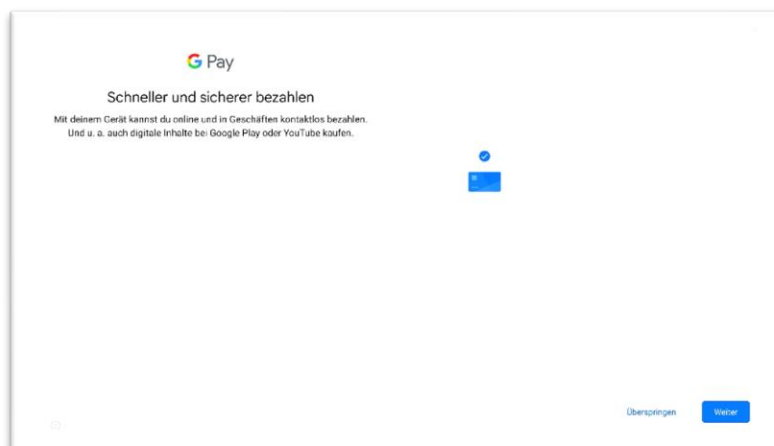 G Pay
Schneller und sicherer bezahlen
Mit deinem Gerät kannst du online und in Geschäften kontaktlos bezahlen.
Und u. a. auch digitale Inhalte bei Google Play oder YouTube kaufen.
Überspringen
Weiter